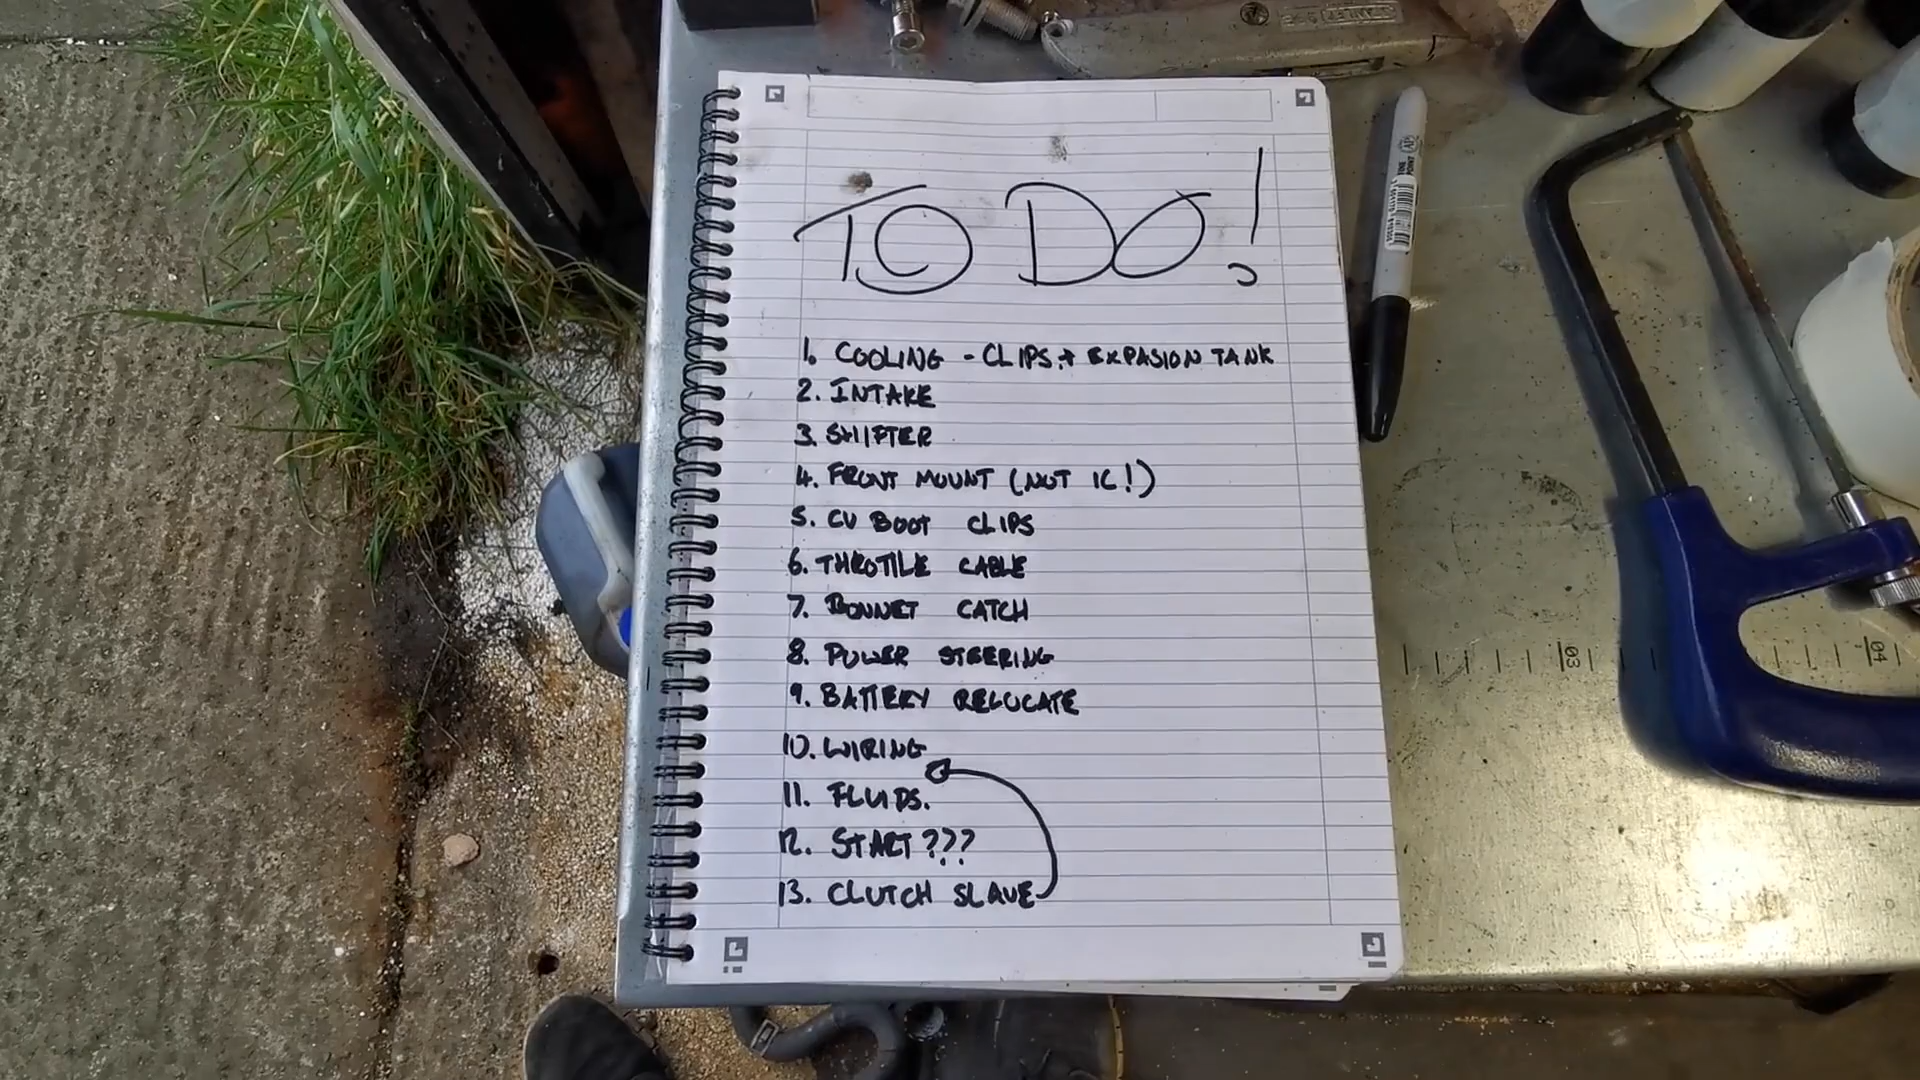 TO DO!
1. COOLING - CLIPS + EXPASION TANK
2. INTAKE
3. SHIFTER
4. FRONT MOUNT (NOT IC!)
5. CV BOOT CLIPS
6. THROTTLE CABLE
7. BONNET CATCH
8. POWER STEERING
9. BATTERY RELOCATE
10. WIRING
11. FLUIDS.
12. START???
13. CLUTCH SLAVE